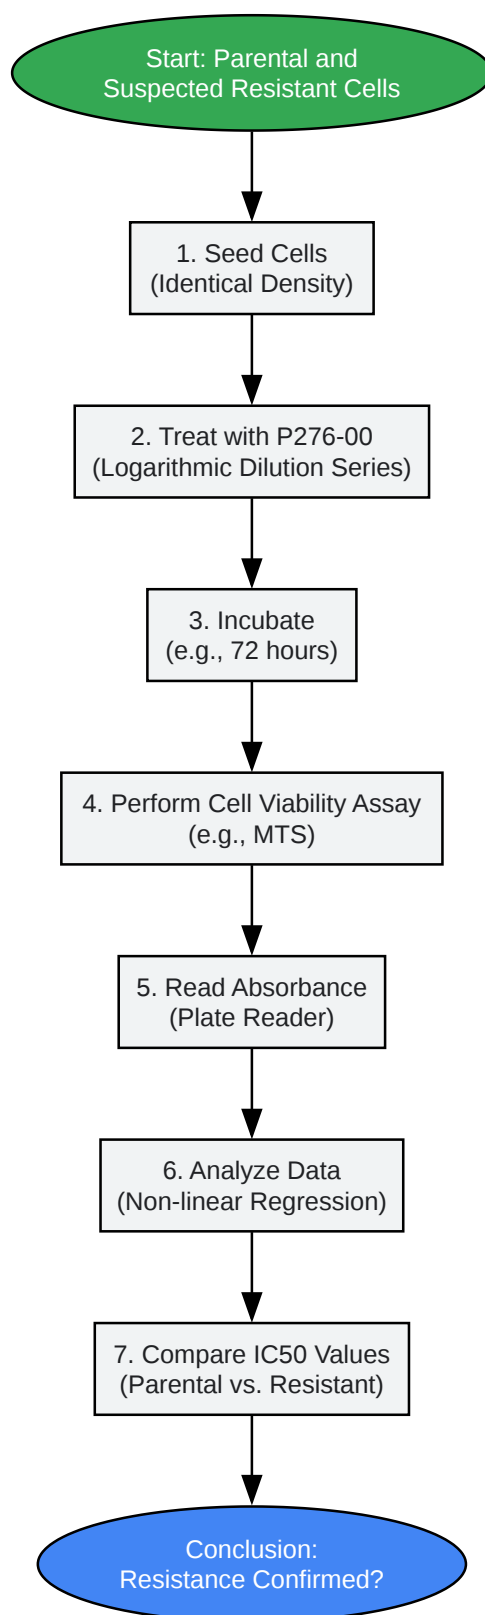 Start: Parental and
Suspected Resistant Cells
1. Seed Cells
(Identical Density)
2. Treat with P276-00
(Logarithmic Dilution Series)
3. Incubate
(e.g., 72 hours)
4. Perform Cell Viability Assay
(e.g., MTS)
5. Read Absorbance
(Plate Reader)
6. Analyze Data
(Non-linear Regression)
7. Compare IC50 Values
(Parental vs. Resistant)
Conclusion:
Resistance Confirmed?